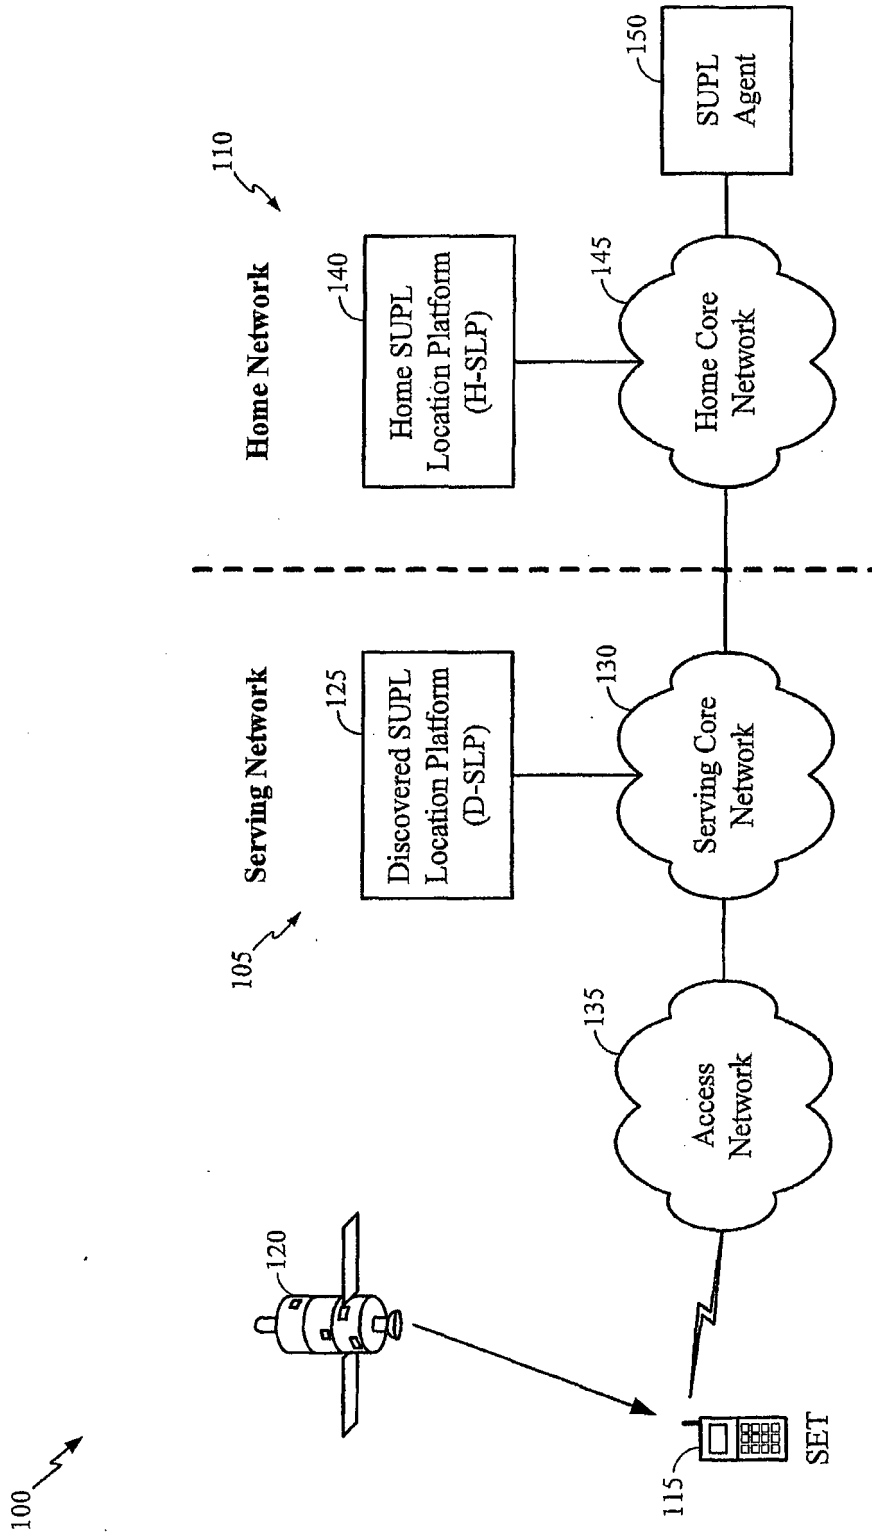 100
110
Serving Network
Home Network
105
120
125
Discovered SUPL
Location Platform
(D-SLP)
140
Home SUPL
Location Platform
(H-SLP)
135
Access
Network
130
Serving Core
Network
145
Home Core
Network
150
SUPL
Agent
115
SET